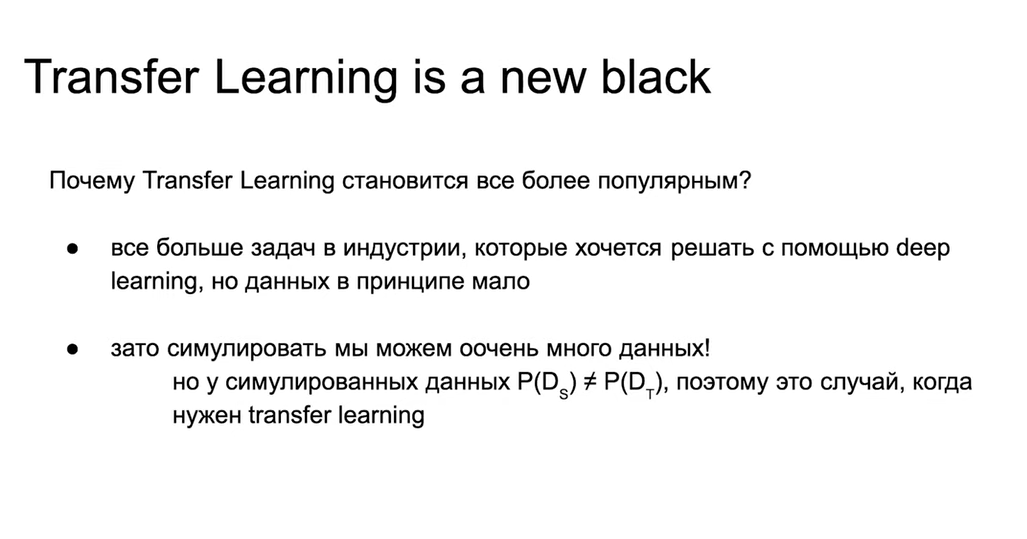 Transfer Learning is a new black
Почему Transfer Learning становится все более популярным?
● все больше задач в индустрии, которые хочется решать с помощью deep
learning, но данных в принципе мало
● зато симулировать мы можем оочень много данных!
но у симулированных данных P(D_S) ≠ P(D_T), поэтому это случай, когда
нужен transfer learning